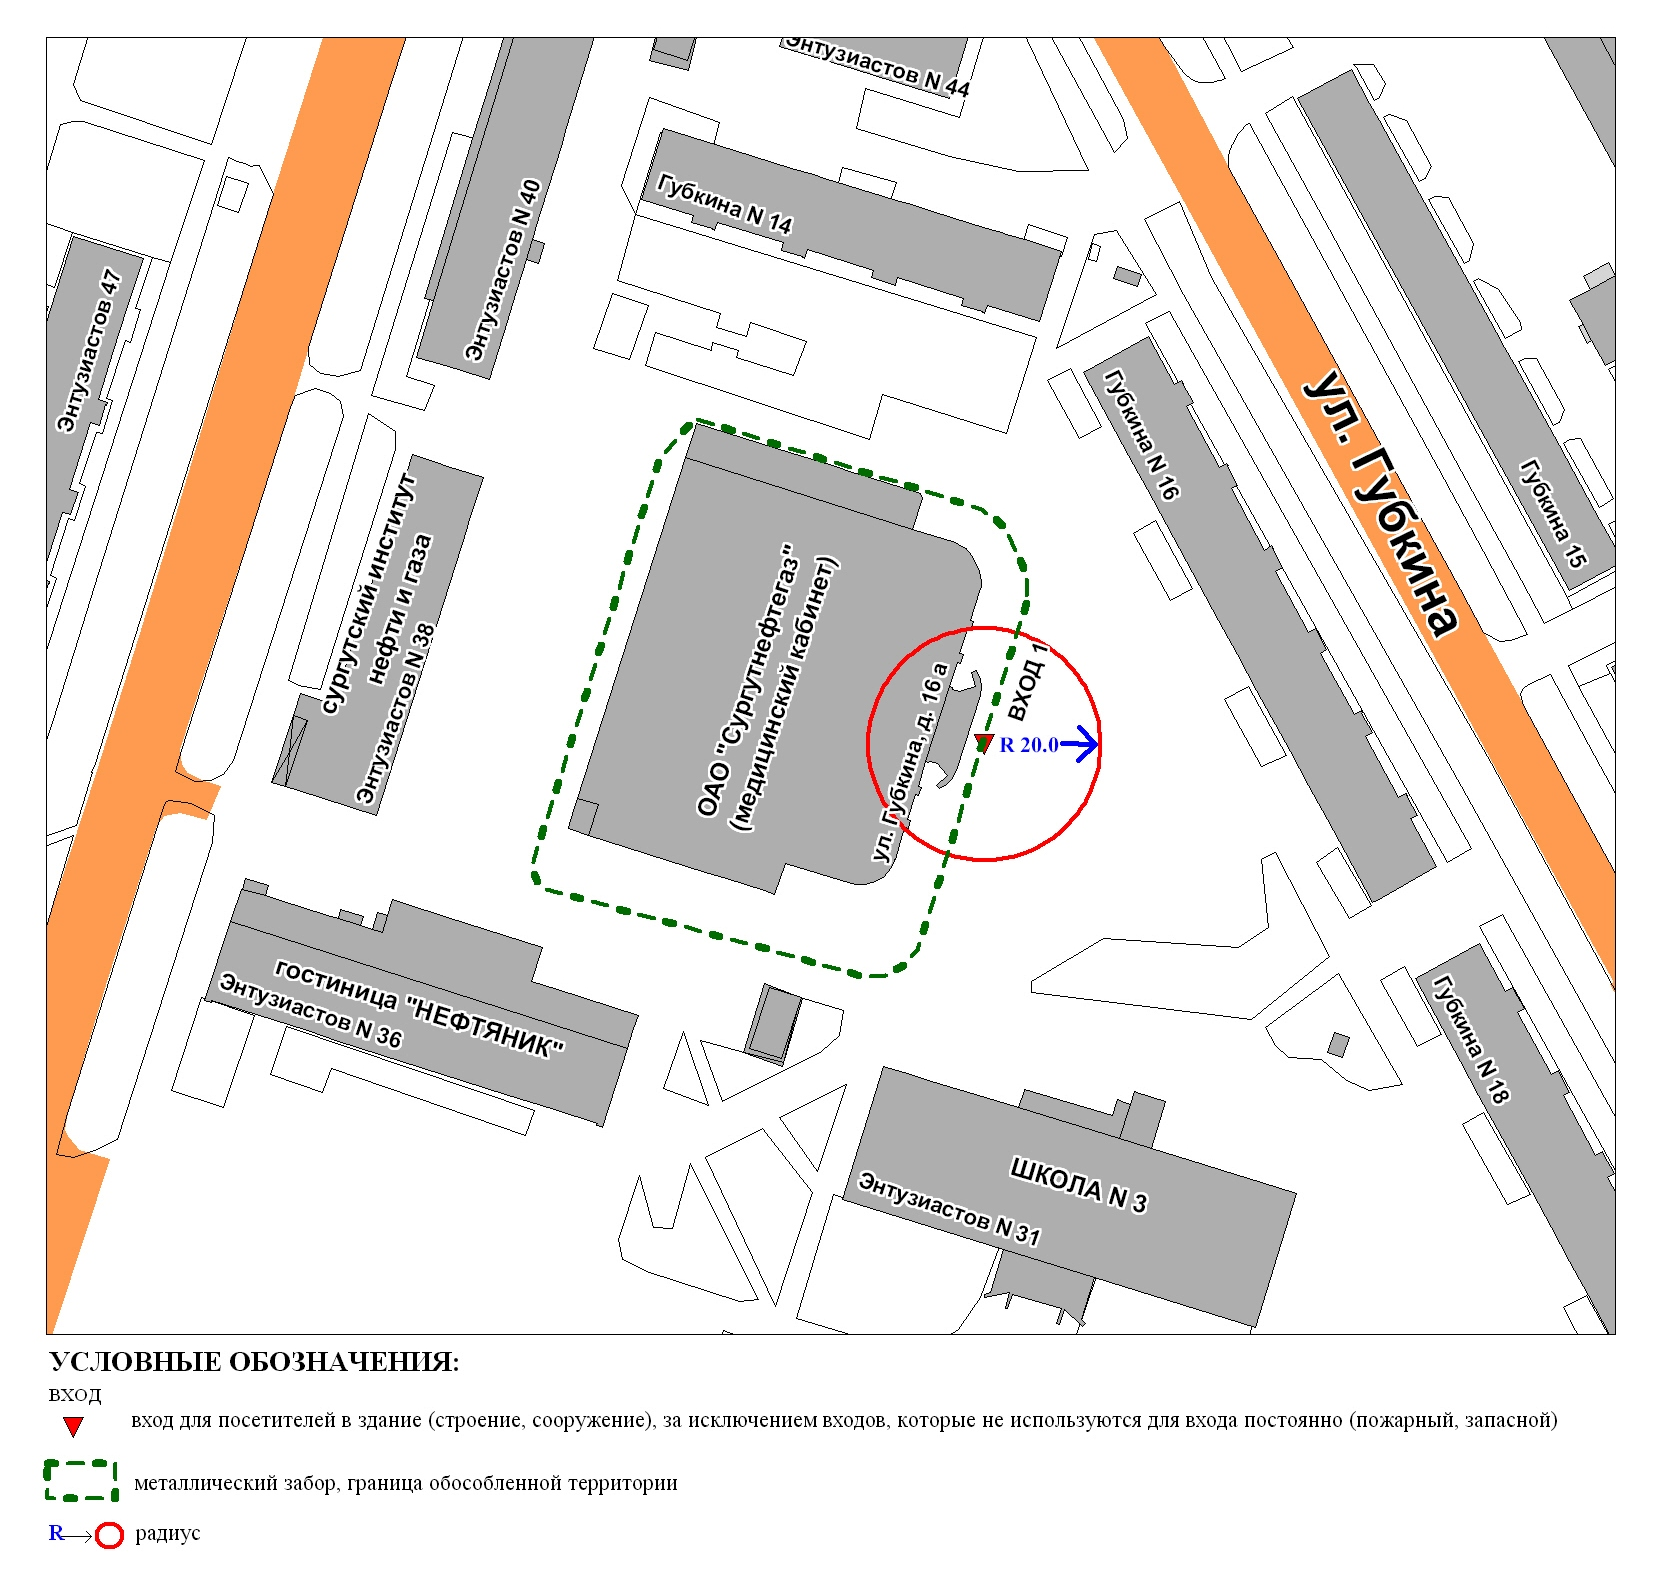 Энтузиастов N 44
Губкина N 14
Энтузиастов N 40
Энтузиастов 47
ул. Губкина
Губкина N 16
Губкина 15
сургутский институт
нефти и газа
Энтузиастов N 38
ОАО "Сургутнефтегаз"
(медицинский кабинет)
ул. Губкина, д. 16 а
ВХОД 1
R 20.0
гостиница "НЕФТЯНИК"
Энтузиастов N 36
Губкина N 18
ШКОЛА N 3
Энтузиастов N 31
УСЛОВНЫЕ ОБОЗНАЧЕНИЯ:
ВХОД
вход для посетителей в здание (строение, сооружение), за исключением входов, которые не используются для входа постоянно (пожарный, запасной)
металлический забор, граница обособленной территории
R радиус